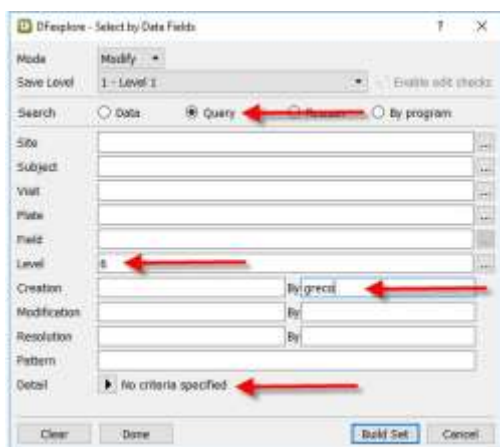 DFexplore - Select by Data Fields ? ×
Mode Modify
Save Level 1 - Level 1 Enable edit checks
Search Data Query Reason By program
Site ...
Subject ...
Visit ...
Plate ...
Field ...
Level 6 ...
Creation By greco
Modification By
Resolution By
Pattern
Detail No criteria specified
Clear Done Build Set Cancel